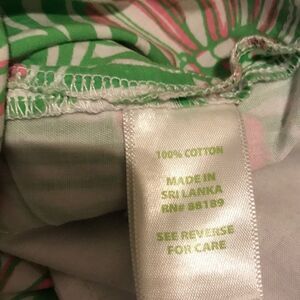 100% COTTON
MADE IN
SRI LANKA
RN# 88189
SEE REVERSE
FOR CARE